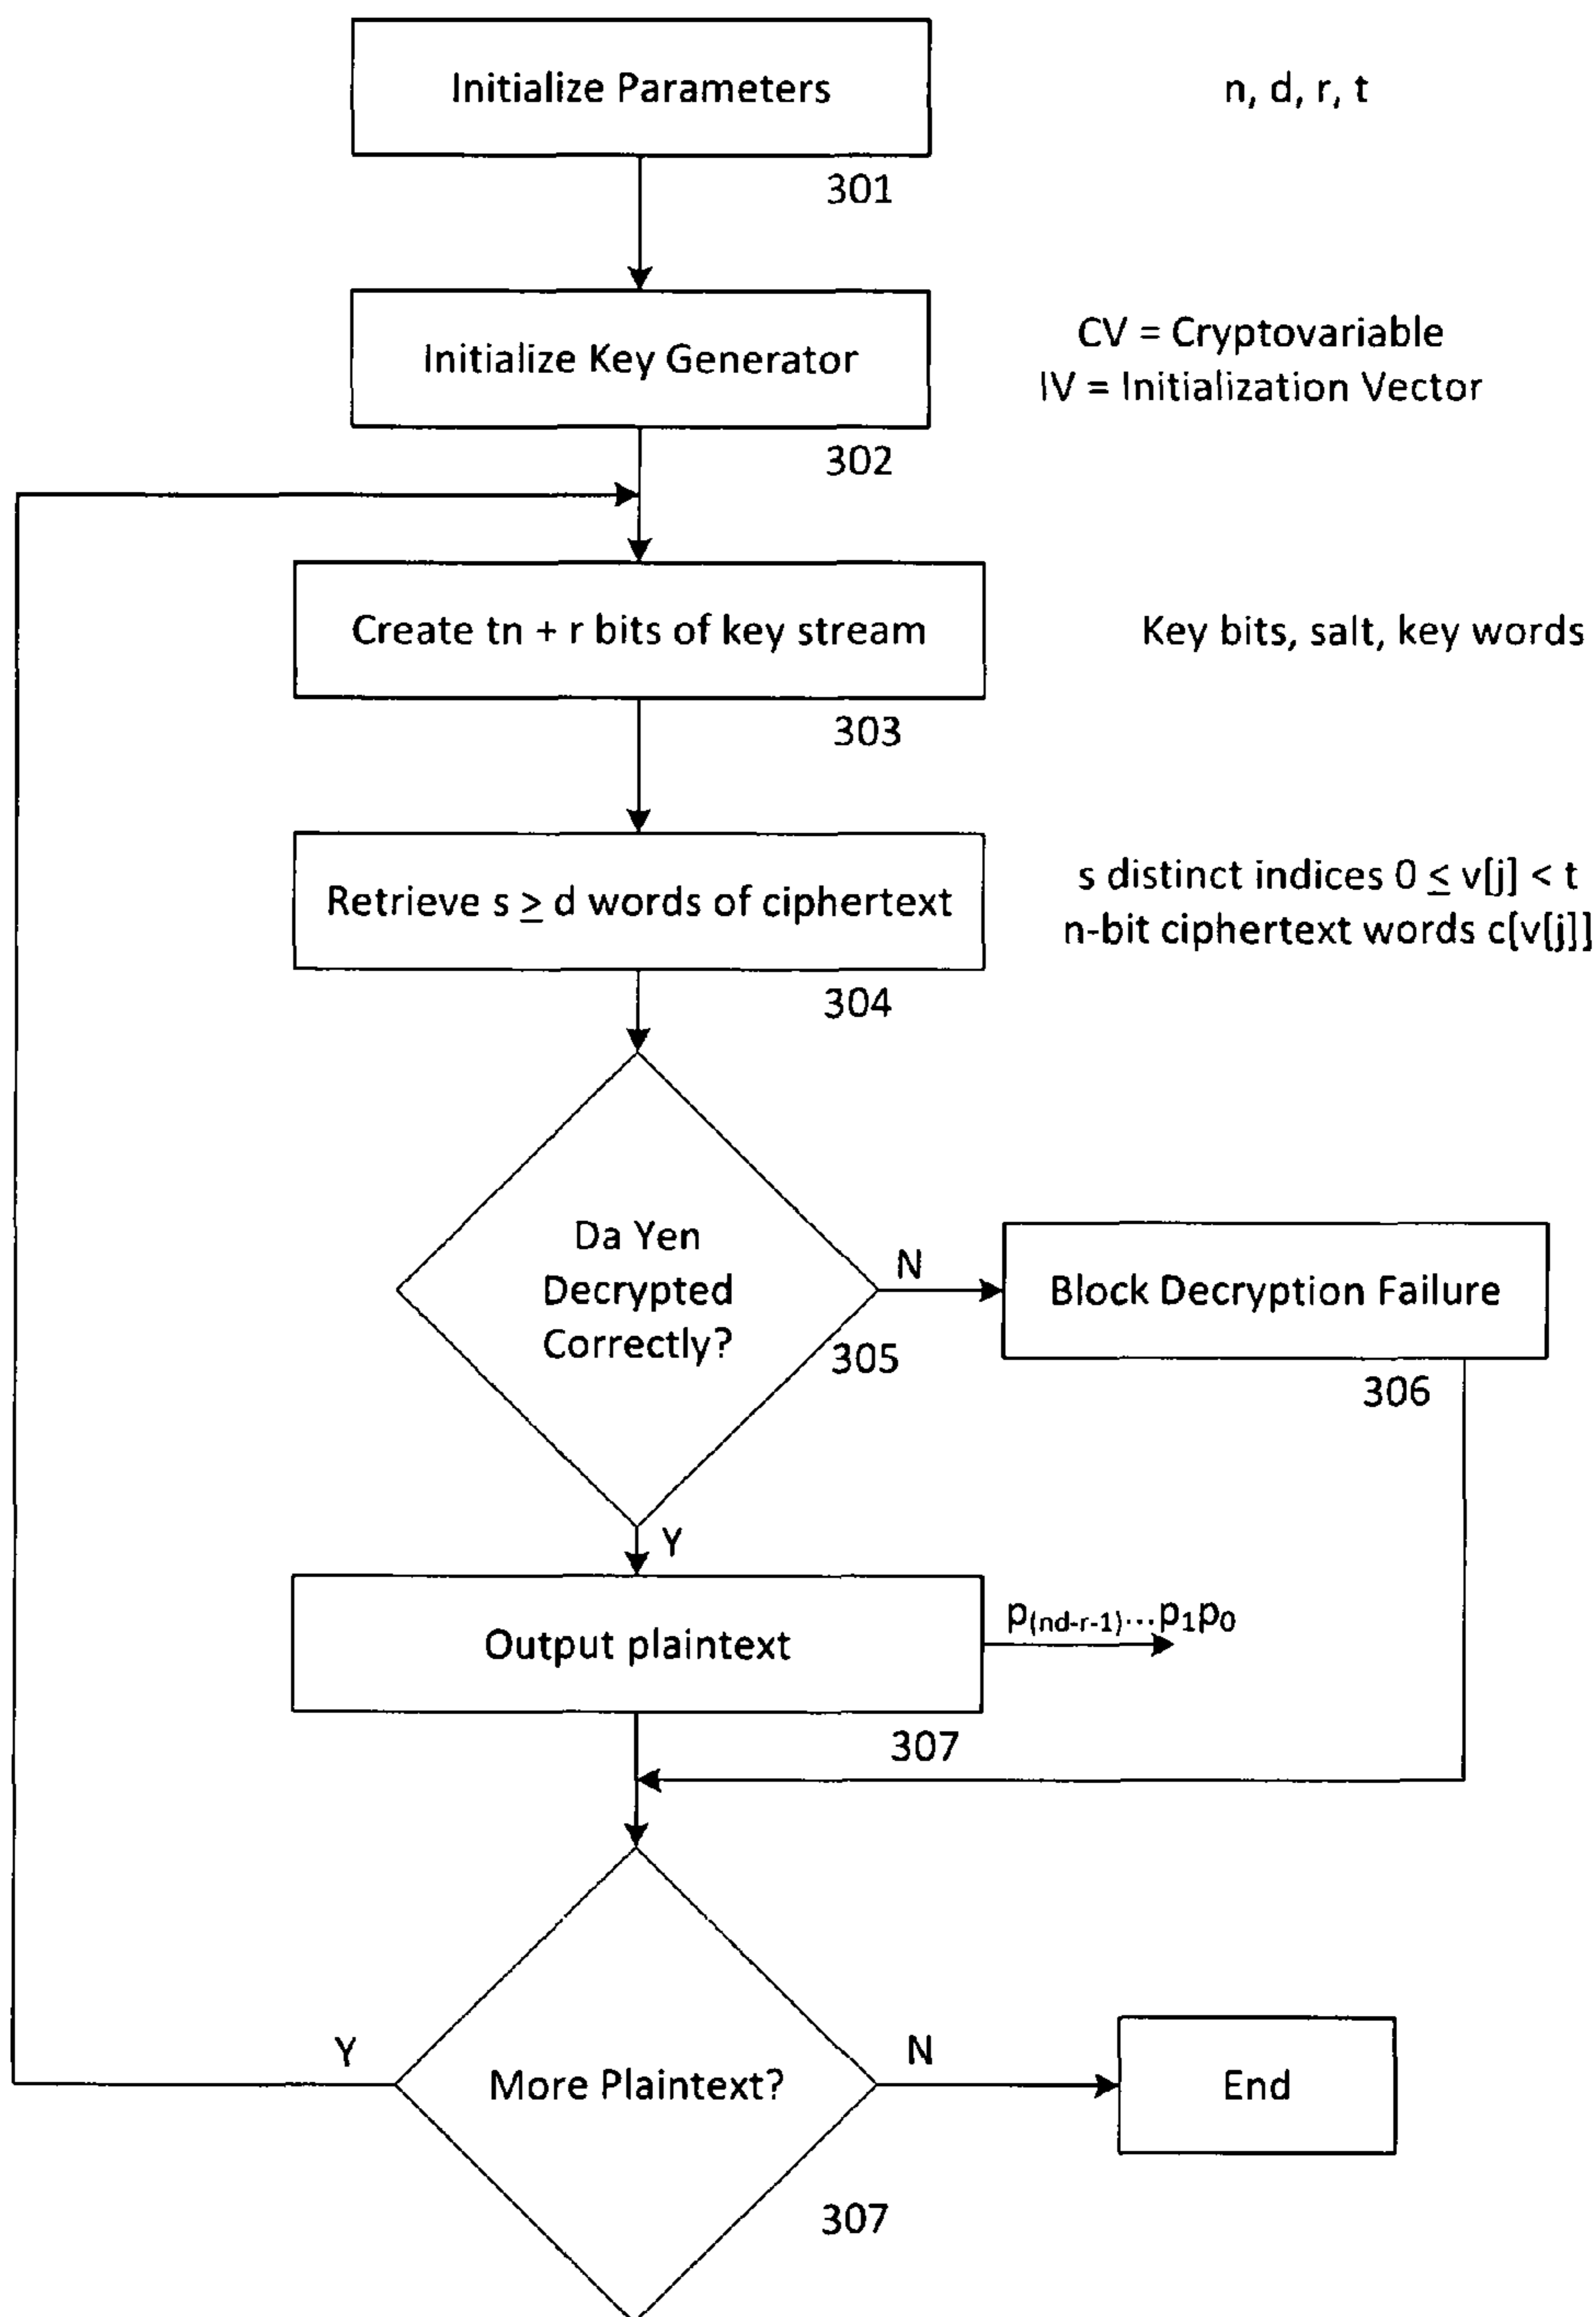 Initialize Parameters
n, d, r, t
301
Initialize Key Generator
CV = Cryptovariable
IV = Initialization Vector
302
Create tn + r bits of key stream
Key bits, salt, key words
303
Retrieve s ≥ d words of ciphertext
s distinct indices 0 ≤ v[j] < t
n-bit ciphertext words c[v[j]]
304
Da Yen
Decrypted
Correctly?
N
305
Block Decryption Failure
306
Y
Output plaintext
p(nd-r-1)...p1p0
307
Y
More Plaintext?
N
End
307